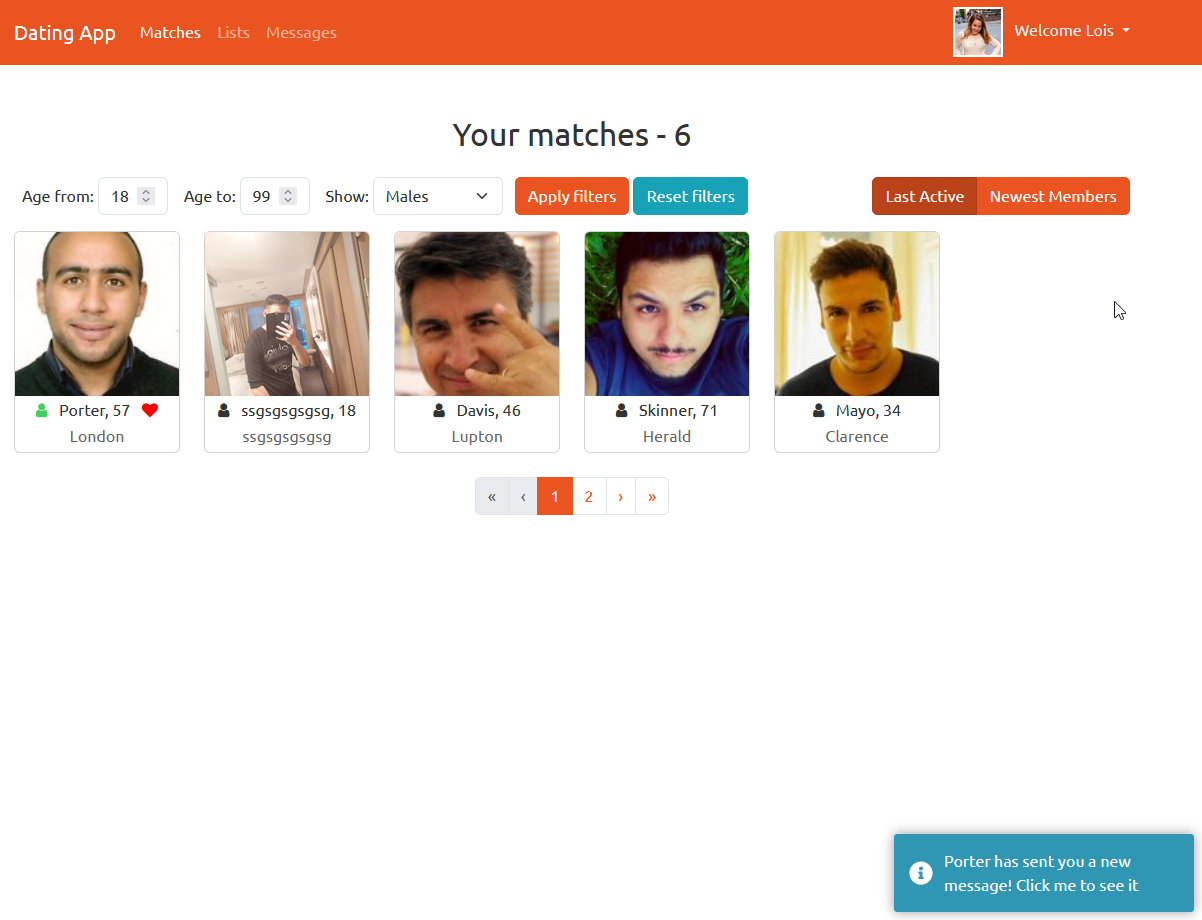 Dating App Matches Lists Messages Welcome Lois
Your matches - 6
Age from: 18 Age to: 99 Show: Males Apply filters Reset filters Last Active Newest Members
Porter, 57 ssgsgsgsgsg, 18 Davis, 46 Skinner, 71 Mayo, 34
London ssgsgsgsgsg Lupton Herald Clarence
« ‹ 1 2 › »
Porter has sent you a new
message! Click me to see it